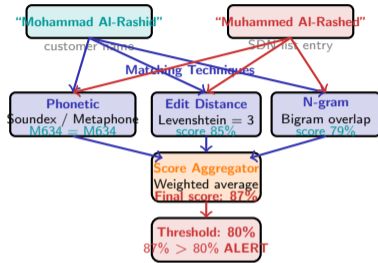 “Mohammad Al-Rashid”
“Muhammed Al-Rashed”
customer name
SDN list entry
Matching Techniques
Phonetic
Soundex / Metaphone
M634 = M634
Edit Distance
Levenshtein = 3
score 85%
N-gram
Bigram overlap
score 79%
Score Aggregator
Weighted average
Final score: 87%
Threshold: 80%
87% > 80% ALERT